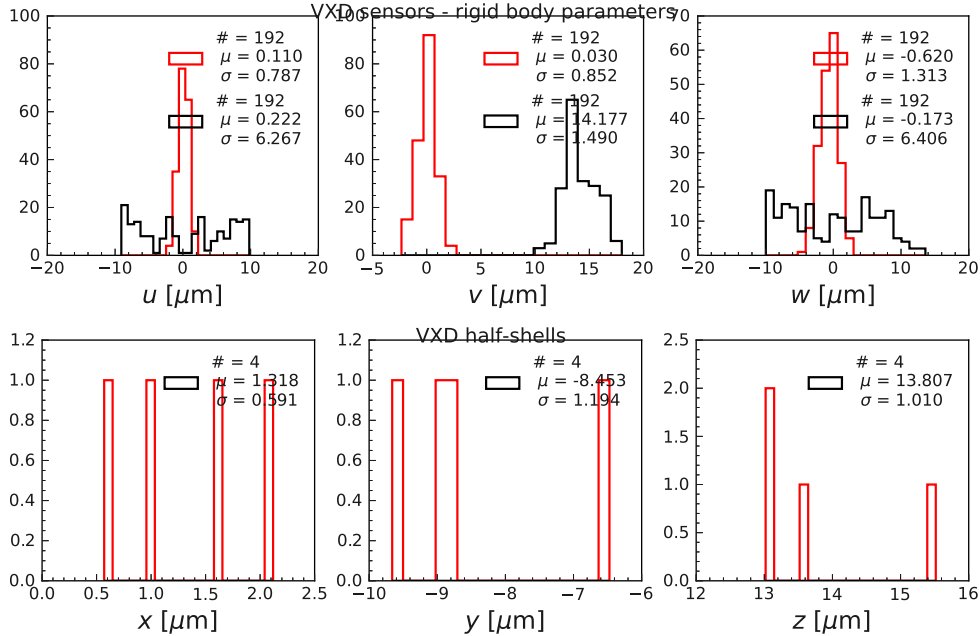 VXD sensors - rigid body parameters
# = 192
μ = 0.110
σ = 0.787
# = 192
μ = 0.222
σ = 6.267
0
20
40
60
80
100
−20
−10
0
10
20
u [μm]
# = 192
μ = 0.030
σ = 0.852
# = 192
μ = 14.177
σ = 1.490
0
20
40
60
80
100
−5
0
5
10
15
20
v [μm]
# = 192
μ = -0.620
σ = 1.313
# = 192
μ = -0.173
σ = 6.406
0
10
20
30
40
50
60
70
−20
−10
0
10
20
w [μm]
VXD half-shells
# = 4
μ = 1.318
σ = 0.591
0.0
0.2
0.4
0.6
0.8
1.0
1.2
0.0
0.5
1.0
1.5
2.0
2.5
x [μm]
# = 4
μ = -8.453
σ = 1.194
0.0
0.2
0.4
0.6
0.8
1.0
1.2
−10
−9
−8
−7
−6
y [μm]
# = 4
μ = 13.807
σ = 1.010
0.0
0.5
1.0
1.5
2.0
2.5
12
13
14
15
16
z [μm]